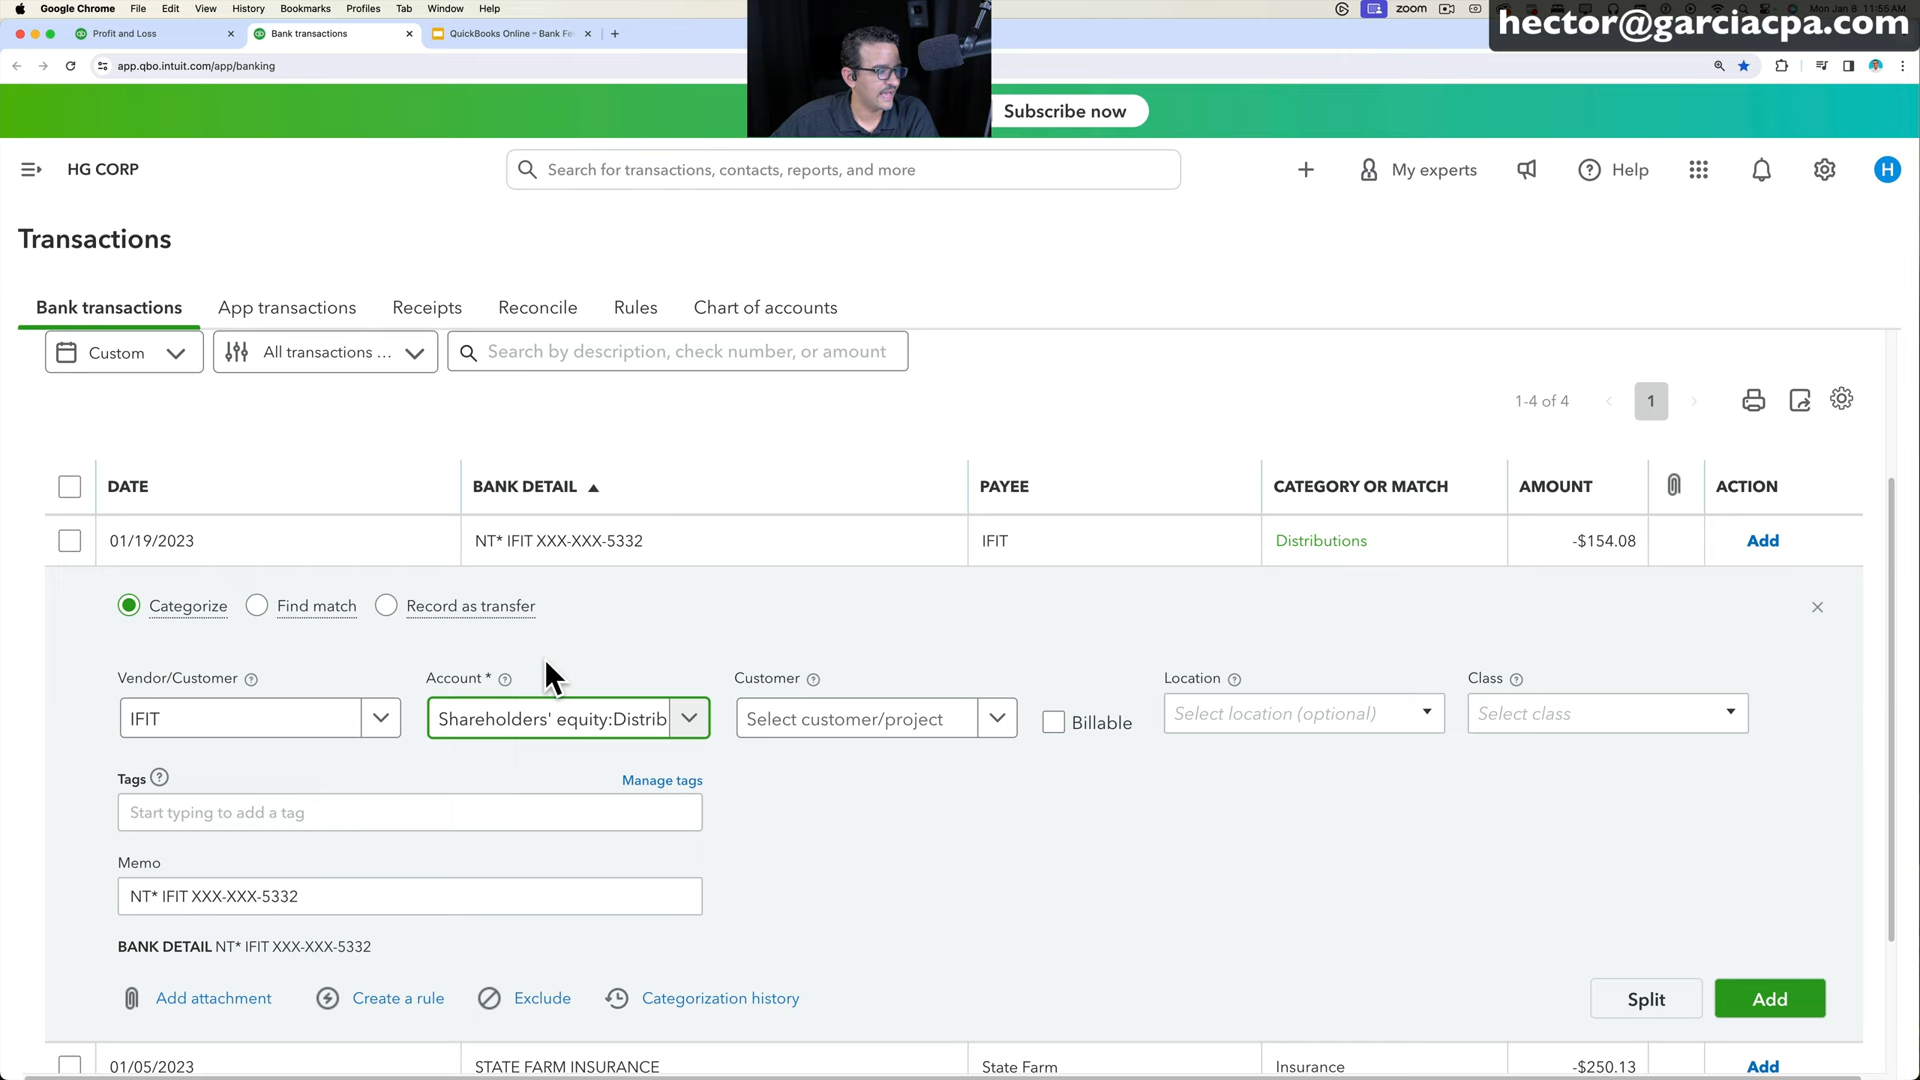 Google Chrome File Edit View History Bookmarks Profiles Tab Window Help zoom Mon Jan 8 11:55 AM
hector@garciacpa.com
Profit and Loss Bank transactions QuickBooks Online - Bank Fe
app.qbo.intuit.com/app/banking
Subscribe now
HG CORP Search for transactions, contacts, reports, and more My experts Help H
Transactions
Bank transactions App transactions Receipts Reconcile Rules Chart of accounts
Custom All transactions ... Search by description, check number, or amount
1-4 of 4 1
DATE BANK DETAIL PAYEE CATEGORY OR MATCH AMOUNT ACTION
01/19/2023 NT* IFIT XXX-XXX-5332 IFIT Distributions -$154.08 Add
Categorize Find match Record as transfer
Vendor/Customer Account * Customer Location Class
IFIT Shareholders' equity:Distrib Select customer/project Billable Select location (optional) Select class
Tags Manage tags
Start typing to add a tag
Memo
NT* IFIT XXX-XXX-5332
BANK DETAIL NT* IFIT XXX-XXX-5332
Add attachment Create a rule Exclude Categorization history Split Add
01/05/2023 STATE FARM INSURANCE State Farm Insurance -$250.13 Add